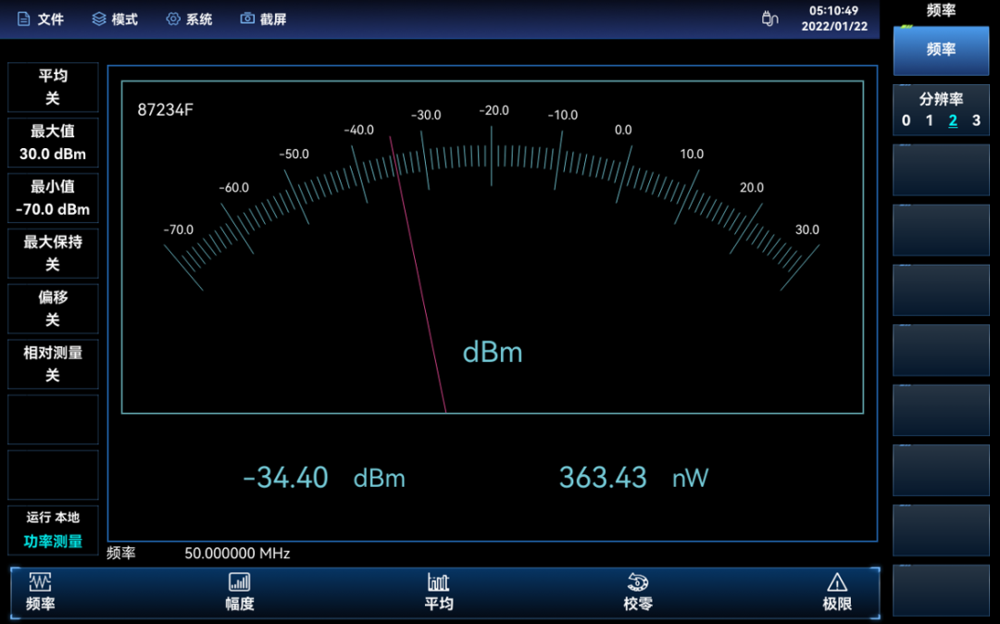 文件 模式 系统 截屏
05:10:49
2022/01/22
频率
频率
分辨率
0 1 2 3
平均
关
最大值
30.0 dBm
最小值
-70.0 dBm
最大保持
关
偏移
关
相对测量
关
运行 本地
功率测量
87234F
-70.0 -60.0 -50.0 -40.0 -30.0 -20.0 -10.0 0.0 10.0 20.0 30.0
dBm
-34.40 dBm 363.43 nW
频率 50.000000 MHz
频率 幅度 平均 校零 极限